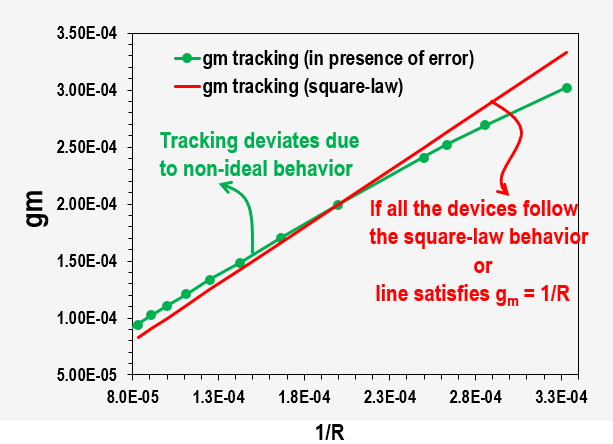 3.50E-04
3.00E-04
2.50E-04
2.00E-04
1.50E-04
1.00E-04
5.00E-05
gm
gm tracking (in presence of error)
gm tracking (square-law)
Tracking deviates due
to non-ideal behavior
If all the devices follow
the square-law behavior
or
line satisfies gm = 1/R
8.0E-05 1.3E-04 1.8E-04 2.3E-04 2.8E-04 3.3E-04
1/R